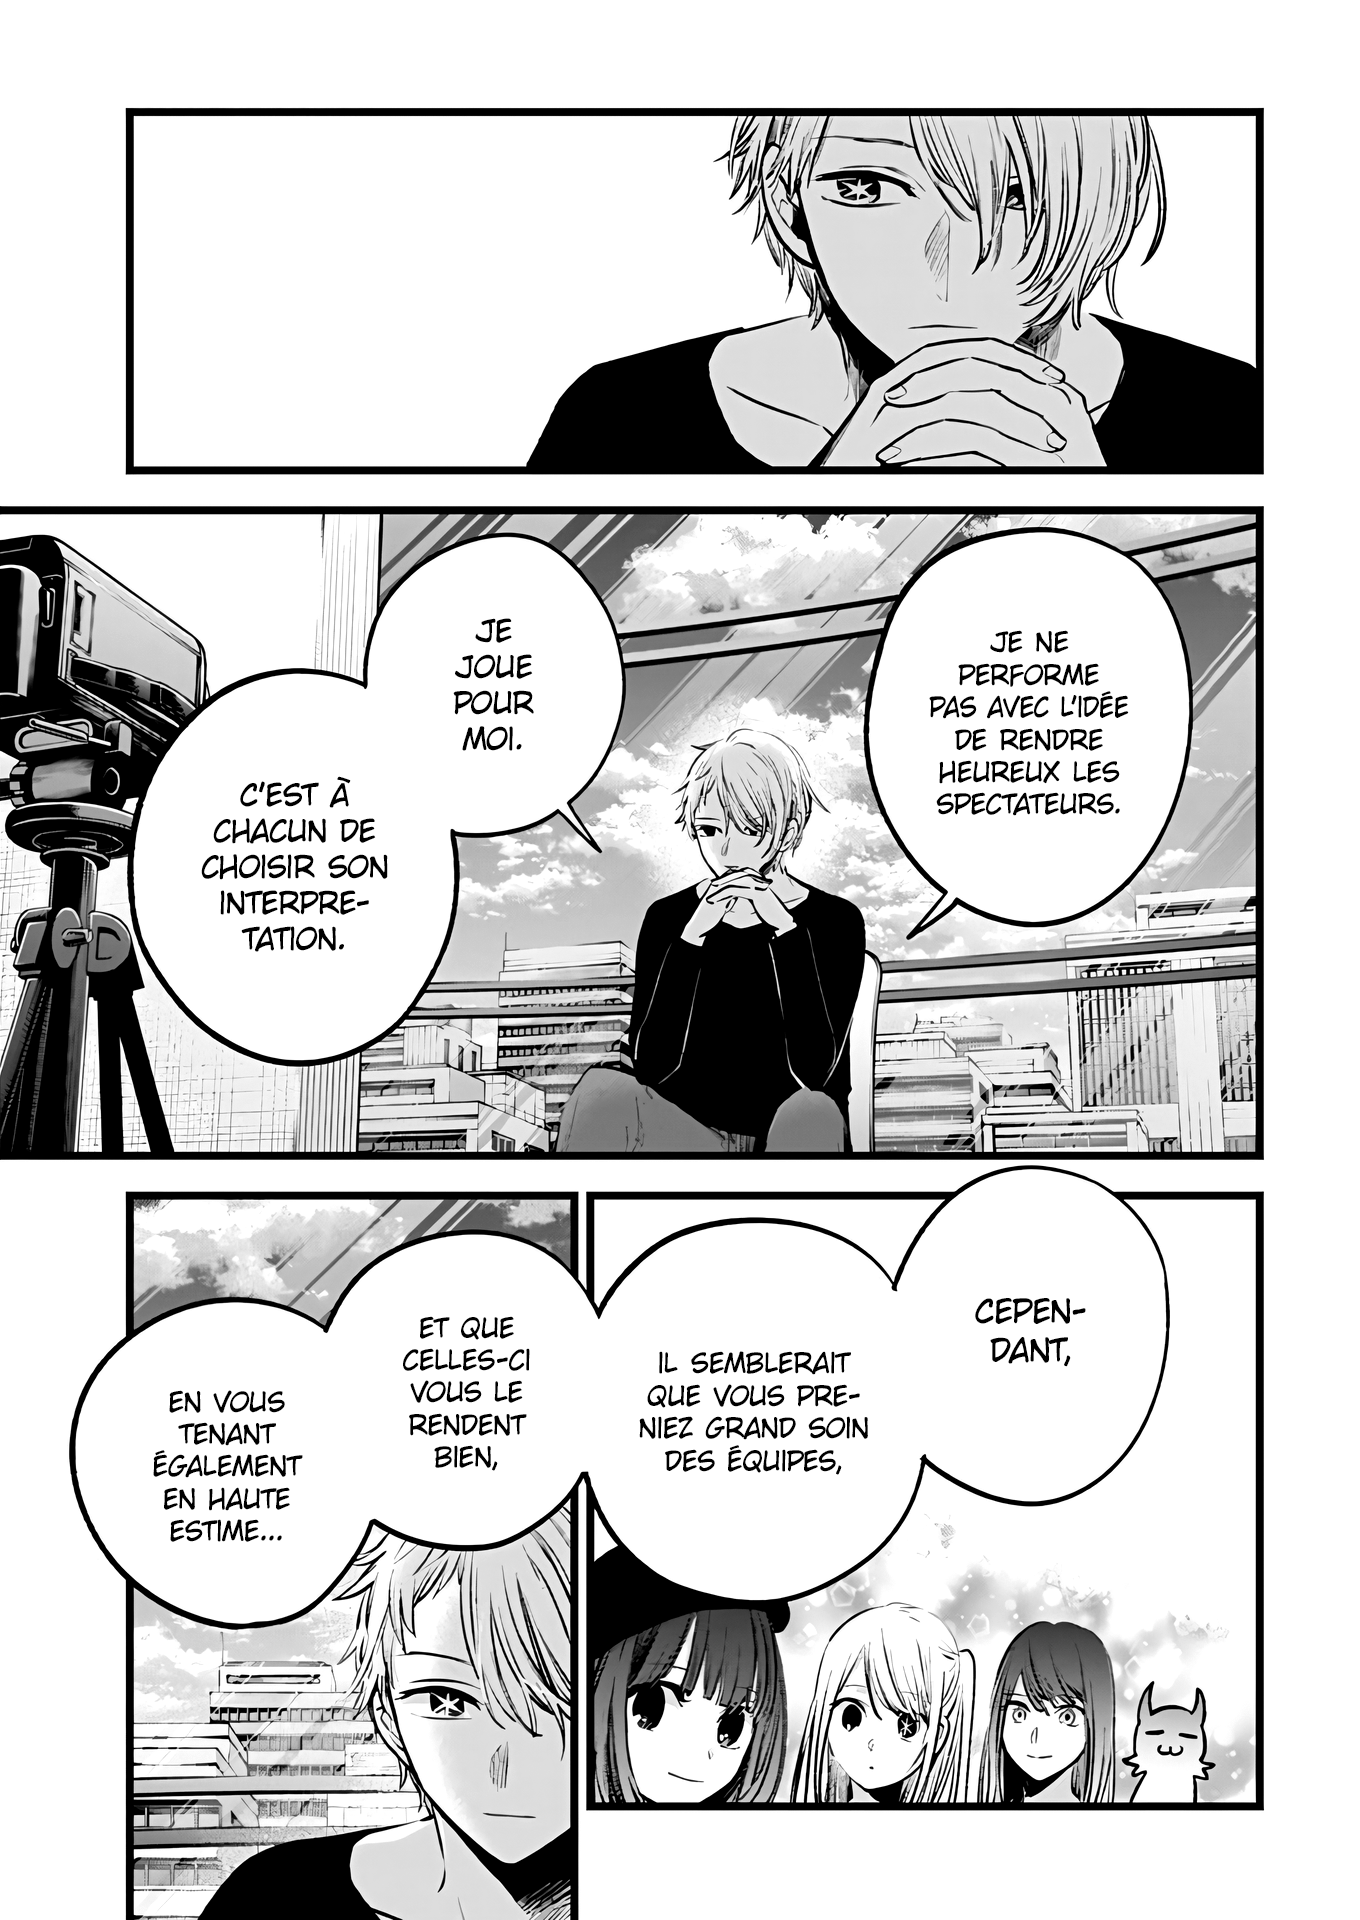 JE NE
PERFORME
PAS AVEC L'IDÉE
DE RENDRE
HEUREUX LES
SPECTATEURS.
JE
JOUE
POUR
MOI.
C'EST À
CHACUN DE
CHOISIR SON
INTERPRE-
TATION.
CEPEN-
DANT,
IL SEMBLERAIT
QUE VOUS PRE-
NIEZ GRAND SOIN
DES ÉQUIPES,
ET QUE
CELLES-CI
VOUS LE
RENDENT
BIEN,
EN VOUS
TENANT
ÉGALEMENT
EN HAUTE
ESTIME...